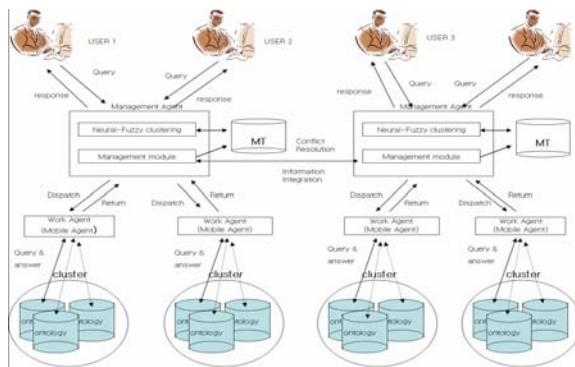 USER 1
USER 2
USER 3
Query
Query
Query
Query
response
response
response
response
Management Agent
Management Agent
Neural-Fuzzy clustering
Management module
MT
Conflict
Resolution
Information
Integration
Neural-Fuzzy clustering
Management module
MT
Dispatch
Return
Dispatch
Return
Dispatch
Return
Dispatch
Return
Work Agent
(Mobile Agent)
Work Agent
(Mobile Agent)
Work Agent
(Mobile Agent)
Work Agent
(Mobile Agent)
Query &
answer
cluster
Query &
answer
cluster
Query &
answer
cluster
Query &
answer
cluster
ontology
ontology
ontology
ontology